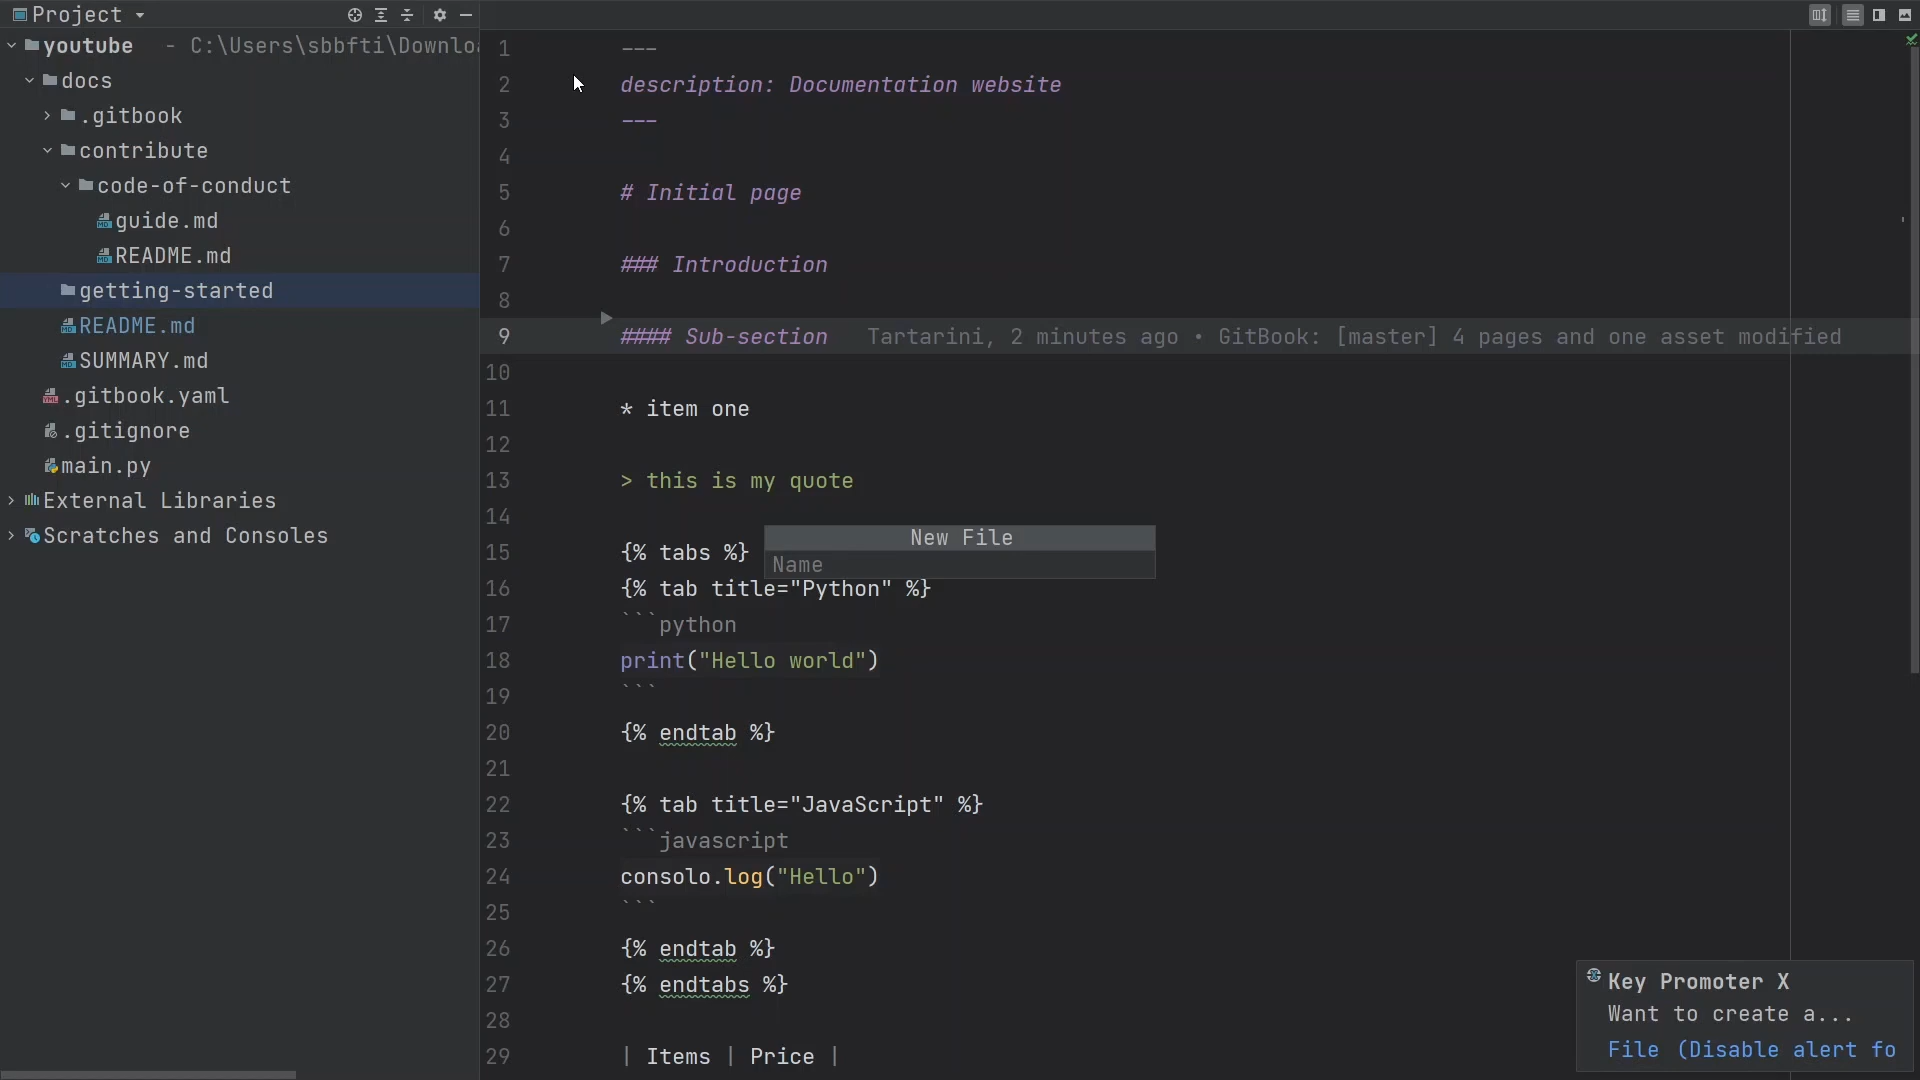 Project
youtube - C:\Users\sbbfti\Downlo
docs
.gitbook
contribute
code-of-conduct
guide.md
README.md
getting-started
README.md
SUMMARY.md
.gitbook.yaml
.gitignore
main.py
External Libraries
Scratches and Consoles
1 ---
2 description: Documentation website
3 ---
4
5 # Initial page
6
7 ### Introduction
8
9 #### Sub-section Tartarini, 2 minutes ago • GitBook: [master] 4 pages and one asset modified
10
11 * item one
12
13 > this is my quote
14
New File
15 {% tabs %}
Name
16 {% tab title="Python" %}
17 ```python
18 print("Hello world")
19 ```
20 {% endtab %}
21
22 {% tab title="JavaScript" %}
23 ```javascript
24 consolo.log("Hello")
25 ```
26 {% endtab %}
27 {% endtabs %}
28
29 | Items | Price |
Key Promoter X
Want to create a...
File (Disable alert fo